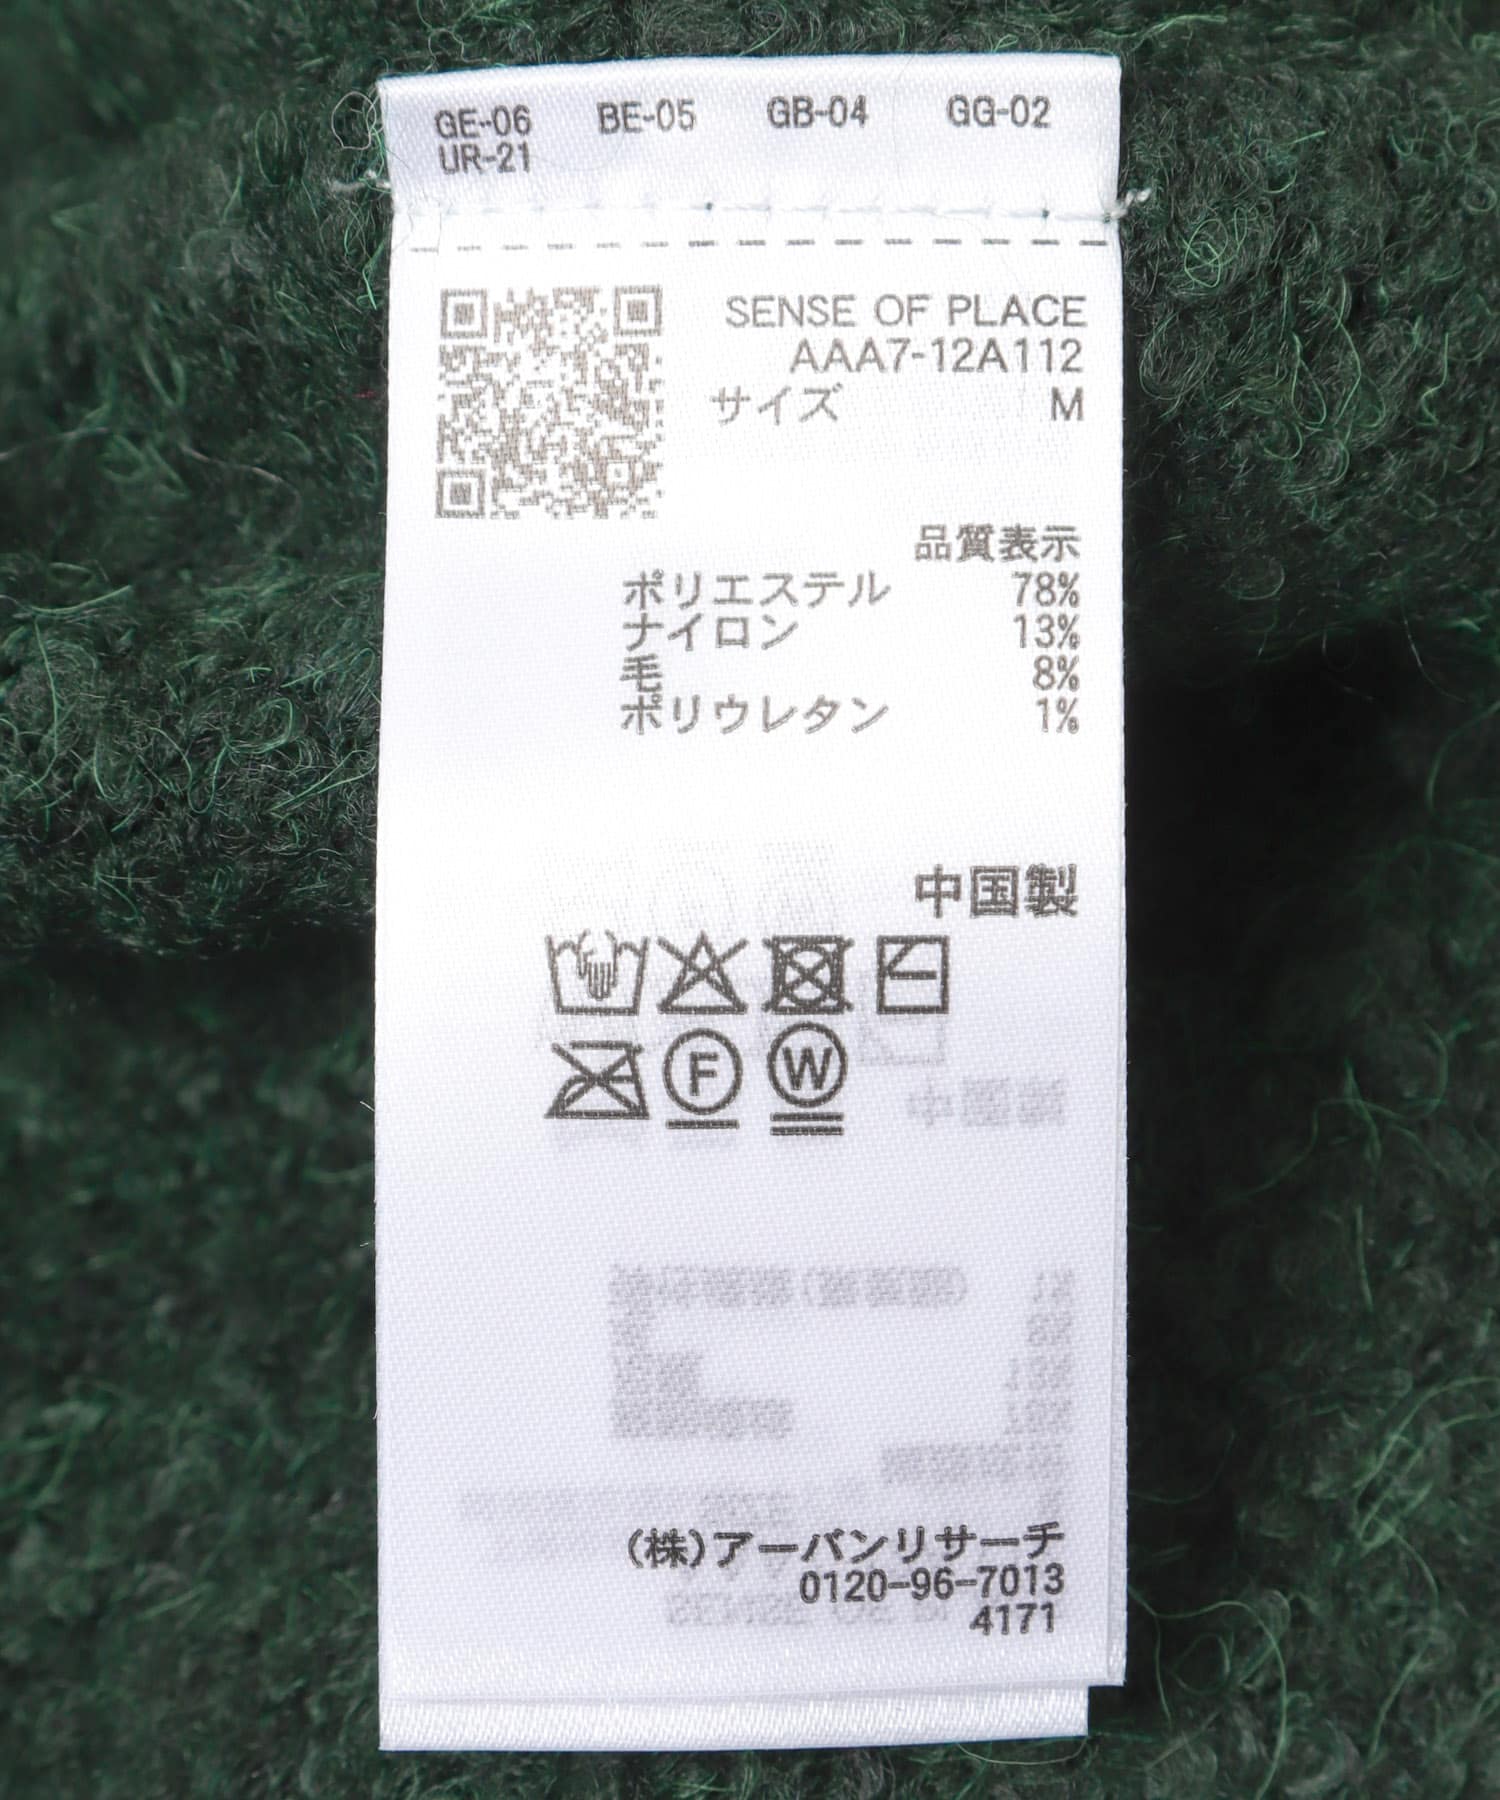 GE-06 BE-05 GB-04 GG-02
UR-21
SENSE OF PLACE
AAA7-12A112
サイズ M
品質表示
ポリエステル 78%
ナイロン 13%
毛 8%
ポリウレタン 1%
中国製
F W
(株)アーバンリサーチ
0120-96-7013
4171